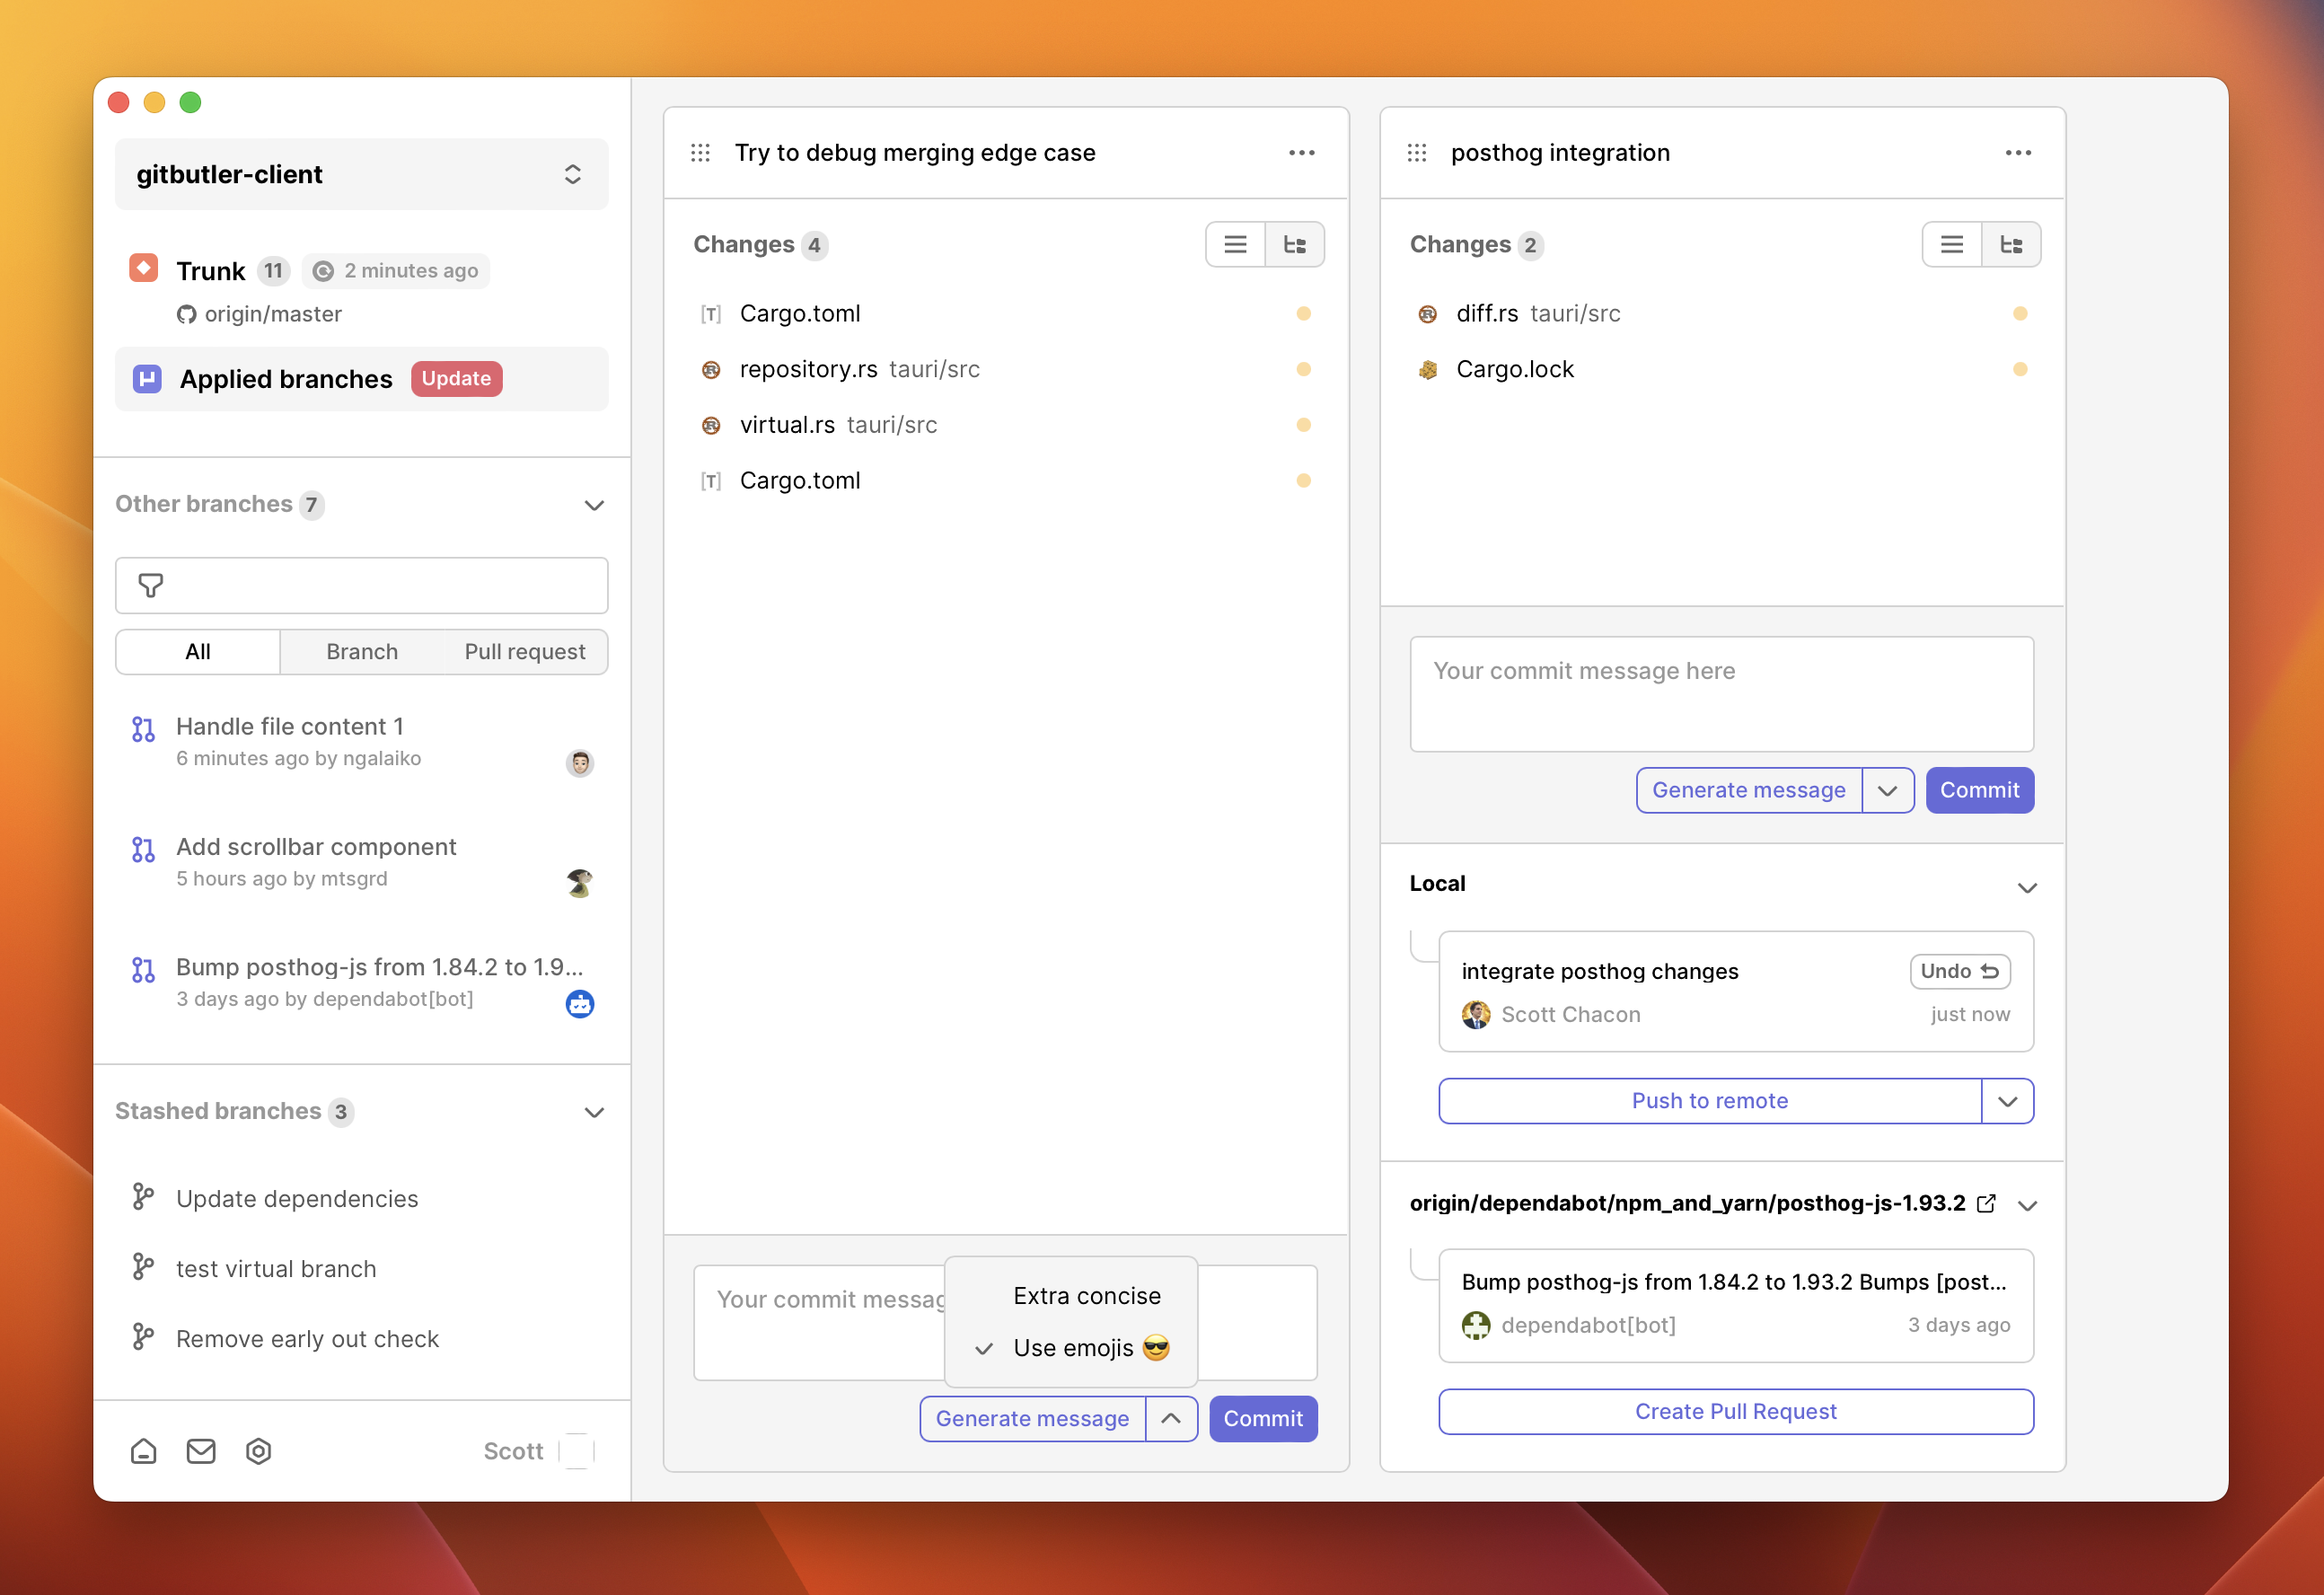 gitbutler-client
Trunk 11 2 minutes ago
origin/master
Applied branches Update
Other branches 7
All Branch Pull request
Handle file content 1
6 minutes ago by ngalaiko
Add scrollbar component
5 hours ago by mtsgrd
Bump posthog-js from 1.84.2 to 1.9...
3 days ago by dependabot[bot]
Stashed branches 3
Update dependencies
test virtual branch
Remove early out check
Scott
Try to debug merging edge case
Changes 4
[T] Cargo.toml
repository.rs tauri/src
virtual.rs tauri/src
[T] Cargo.toml
Your commit messag
Extra concise
Use emojis 😎
Generate message
Commit
posthog integration
Changes 2
diff.rs tauri/src
Cargo.lock
Your commit message here
Generate message
Commit
Local
integrate posthog changes Undo
Scott Chacon just now
Push to remote
origin/dependabot/npm_and_yarn/posthog-js-1.93.2
Bump posthog-js from 1.84.2 to 1.93.2 Bumps [post...
dependabot[bot] 3 days ago
Create Pull Request